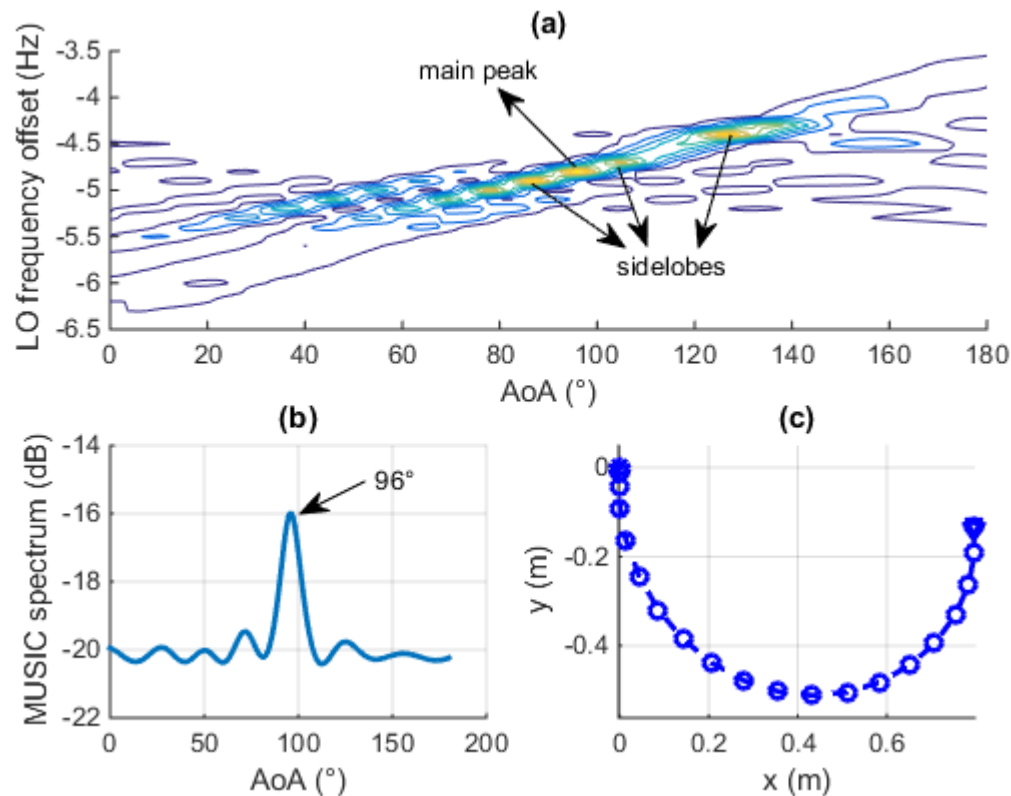 (a)
LO frequency offset (Hz)
-3.5
-4
-4.5
-5
-5.5
-6
-6.5
main peak
sidelobes
0 20 40 60 80 100 120 140 160 180
AoA (°)
(b)
MUSIC spectrum (dB)
-14
-16
-18
-20
-22
96°
0 50 100 150 200
AoA (°)
(c)
y (m)
0
-0.2
-0.4
0 0.2 0.4 0.6
x (m)